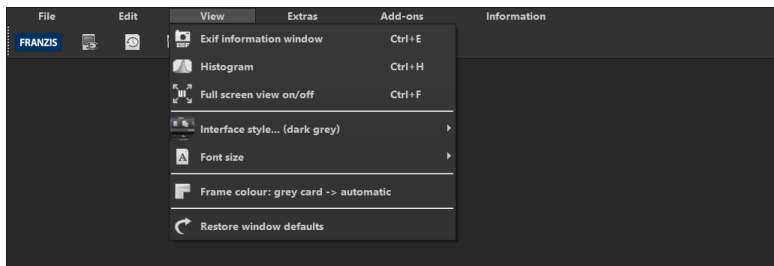 File Edit View Extras Add-ons Information
FRANZIS
Exif information window Ctrl+E
Histogram Ctrl+H
Full screen view on/off Ctrl+F
Interface style... (dark grey)
Font size
Frame colour: grey card -> automatic
Restore window defaults